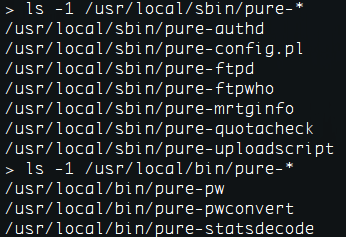 > ls -1 /usr/local/sbin/pure-*
/usr/local/sbin/pure-authd
/usr/local/sbin/pure-config.pl
/usr/local/sbin/pure-ftpd
/usr/local/sbin/pure-ftpwho
/usr/local/sbin/pure-mrtginfo
/usr/local/sbin/pure-quotacheck
/usr/local/sbin/pure-uploadscript
> ls -1 /usr/local/bin/pure-*
/usr/local/bin/pure-pw
/usr/local/bin/pure-pwconvert
/usr/local/bin/pure-statsdecode